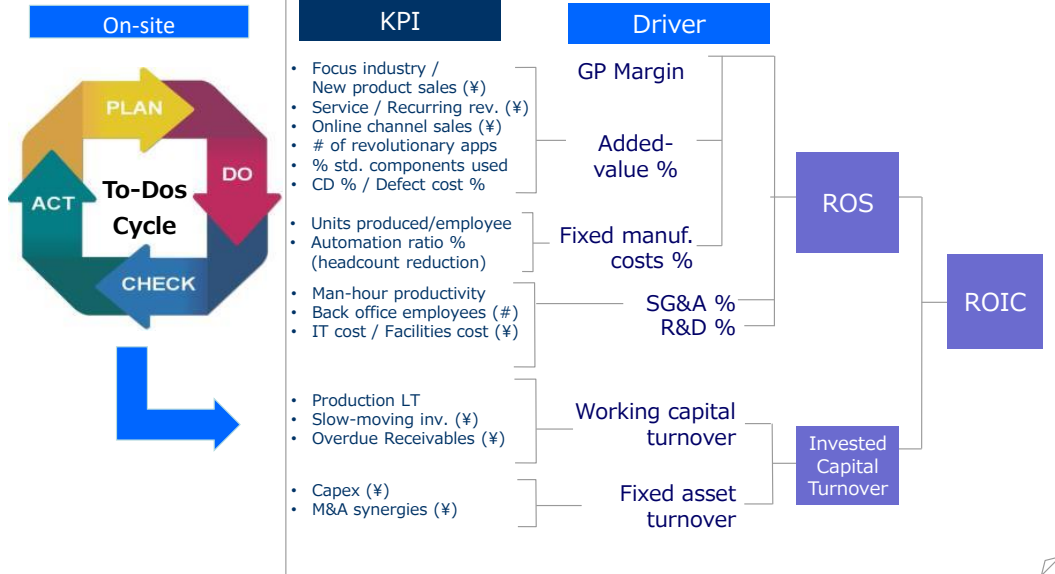 On-site
KPI
Driver
PLAN
DO
CHECK
ACT
To-Dos
Cycle
• Focus industry /
New product sales (¥)
• Service / Recurring rev. (¥)
• Online channel sales (¥)
• # of revolutionary apps
• % std. components used
• CD % / Defect cost %
• Units produced/employee
• Automation ratio %
(headcount reduction)
• Man-hour productivity
• Back office employees (#)
• IT cost / Facilities cost (¥)
• Production LT
• Slow-moving inv. (¥)
• Overdue Receivables (¥)
• Capex (¥)
• M&A synergies (¥)
GP Margin
Added-
value %
Fixed manuf.
costs %
SG&A %
R&D %
Working capital
turnover
Fixed asset
turnover
ROS
Invested
Capital
Turnover
ROIC